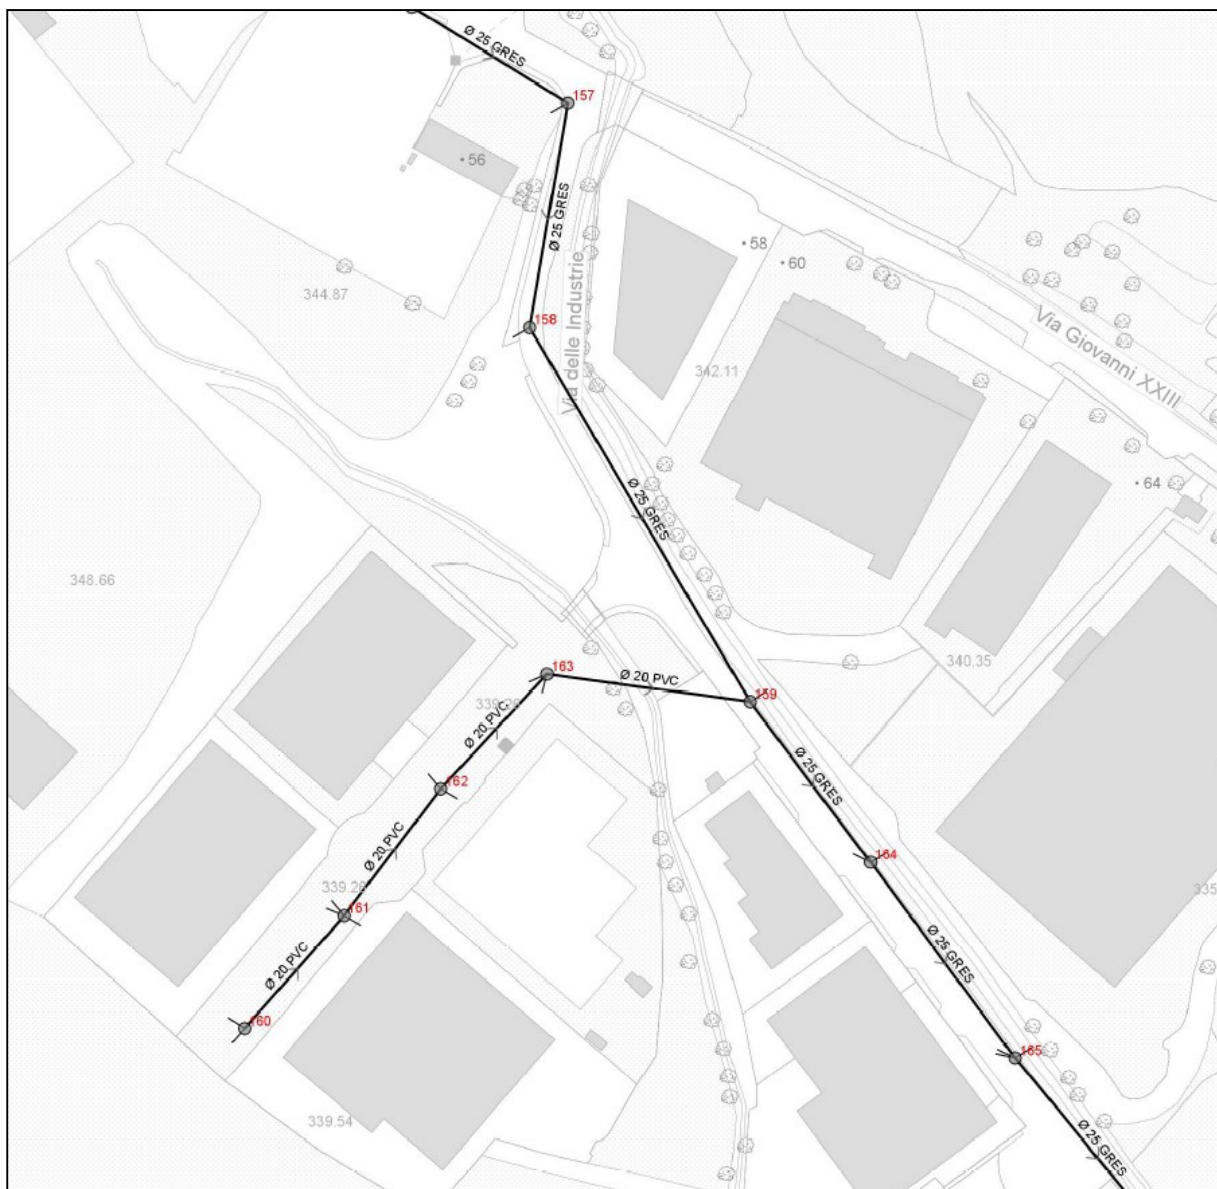 Ø 25 GRES
157
• 56
Ø 25 GRES
• 58
• 60
344.87
Via Giovanni XXIII
158
Via delle Industrie
342.11
• 64
Ø 25 GRES
348.66
163
Ø 20 PVC
340.35
159
Ø 20 PVC
162
Ø 25 GRES
Ø 20 PVC
164
339.26
335
161
Ø 25 GRES
Ø 20 PVC
160
165
339.54
Ø 25 GRES